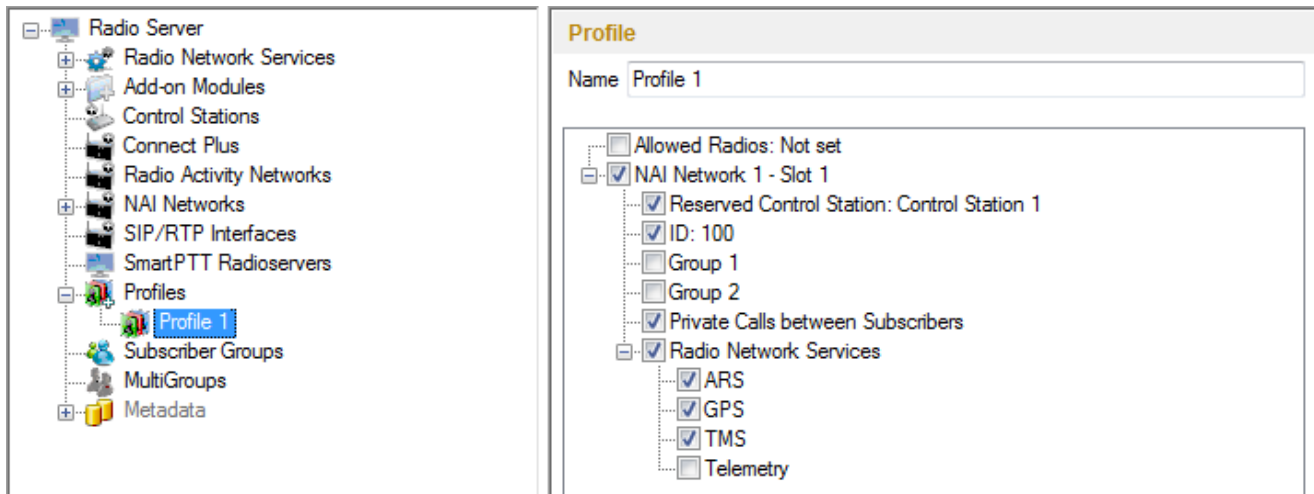 Radio Server
Radio Network Services
Add-on Modules
Control Stations
Connect Plus
Radio Activity Networks
NAI Networks
SIP/RTP Interfaces
SmartPTT Radioservers
Profiles
Profile 1
Subscriber Groups
MultiGroups
Metadata
Profile
Name Profile 1
Allowed Radios: Not set
NAI Network 1 - Slot 1
Reserved Control Station: Control Station 1
ID: 100
Group 1
Group 2
Private Calls between Subscribers
Radio Network Services
ARS
GPS
TMS
Telemetry